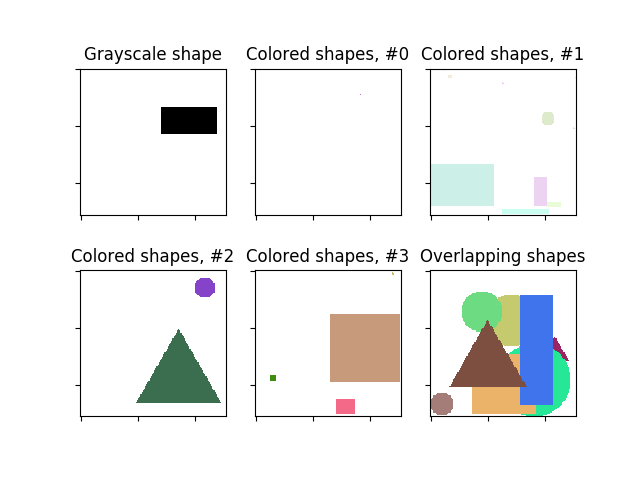 Grayscale shape
Colored shapes, #0
Colored shapes, #1
Colored shapes, #2
Colored shapes, #3
Overlapping shapes